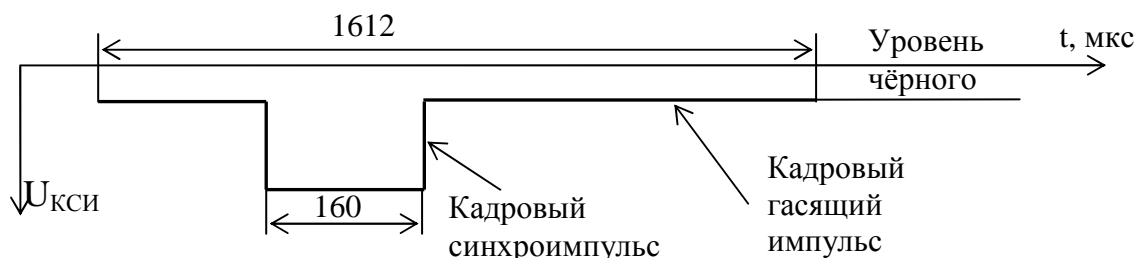 1612
Уровень
чёрного
t, мкс
UКСИ
160
Кадровый
синхроимпульс
Кадровый
гасящий
импульс